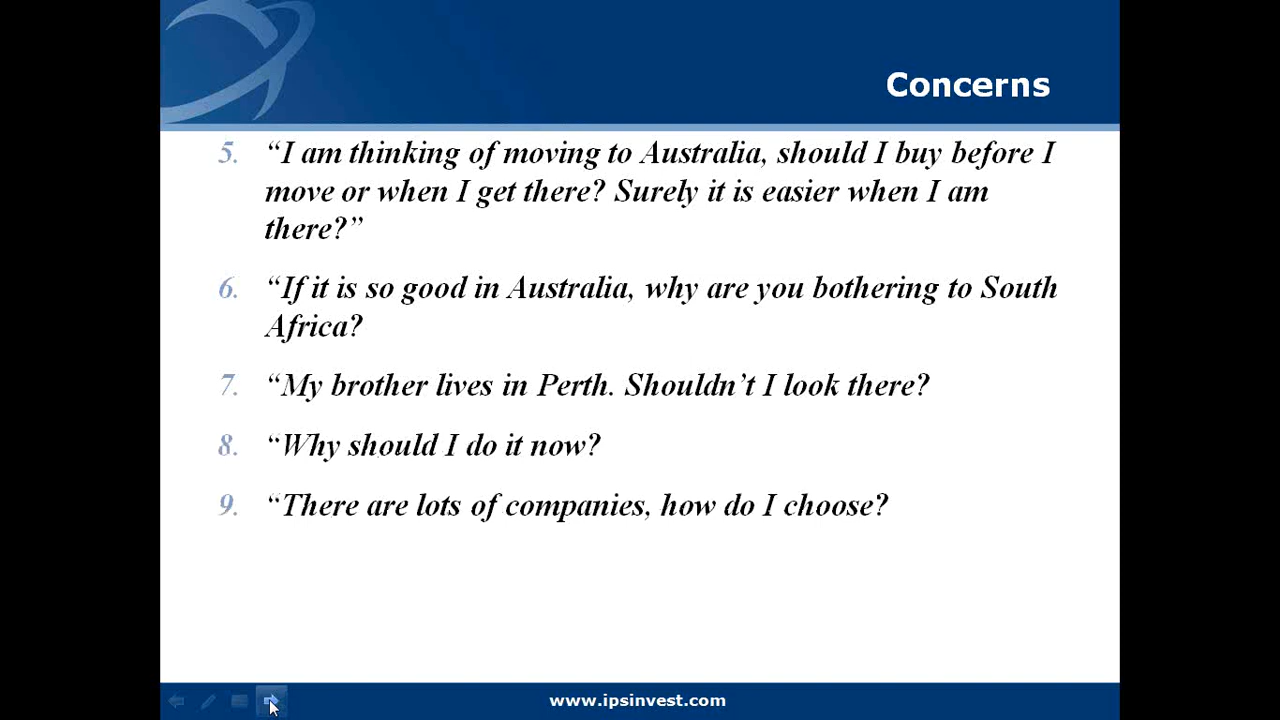 Concerns
5. “I am thinking of moving to Australia, should I buy before I
move or when I get there? Surely it is easier when I am
there?”
6. “If it is so good in Australia, why are you bothering to South
Africa?
7. “My brother lives in Perth. Shouldn’t I look there?
8. “Why should I do it now?
9. “There are lots of companies, how do I choose?
www.ipsinvest.com